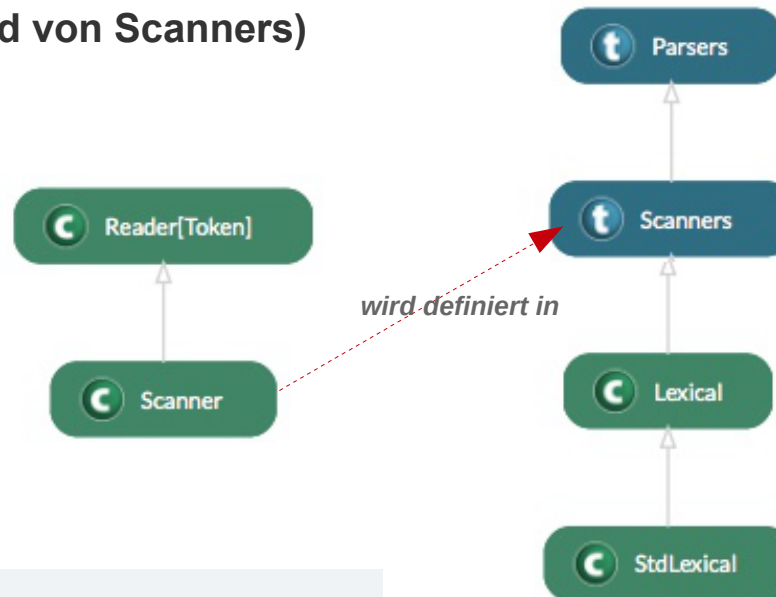 d von Scanners)
t Parsers
t Scanners
C Reader[Token]
wird definiert in
C Scanner
C Lexical
C StdLexical